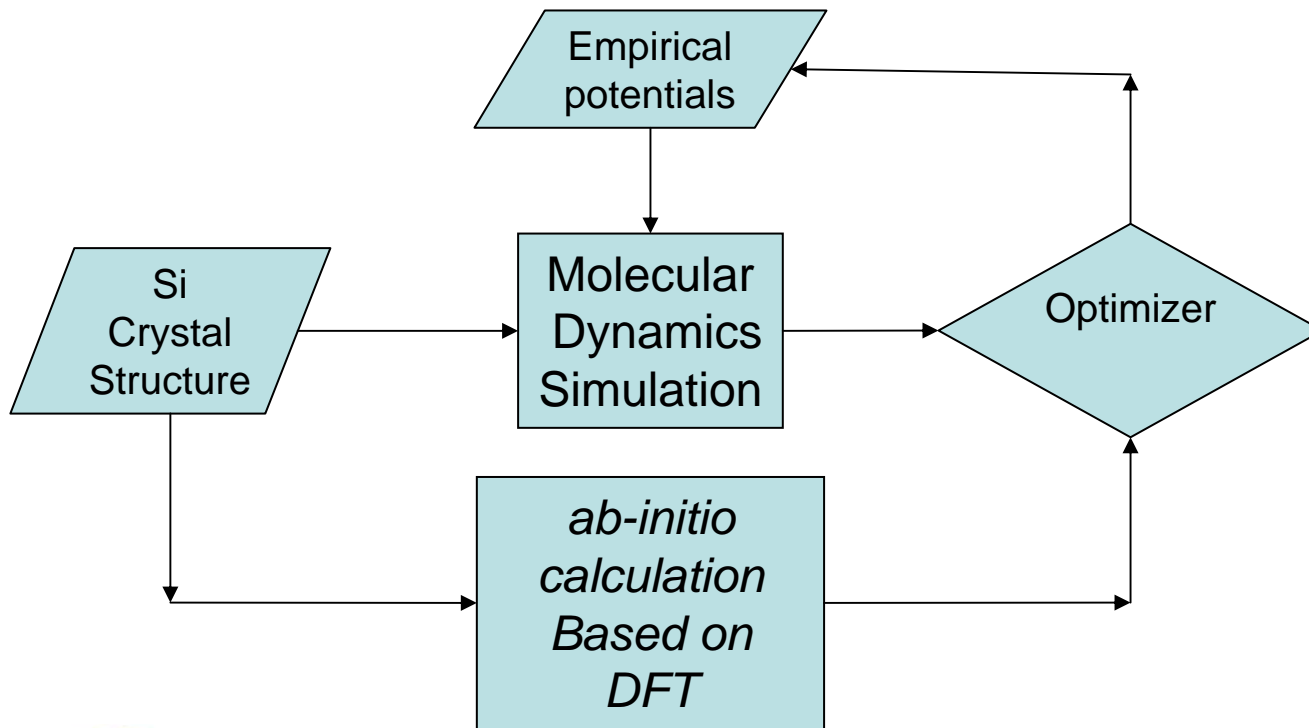 Empirical
potentials
Si
Crystal
Structure
Molecular
Dynamics
Simulation
Optimizer
ab-initio
calculation
Based on
DFT